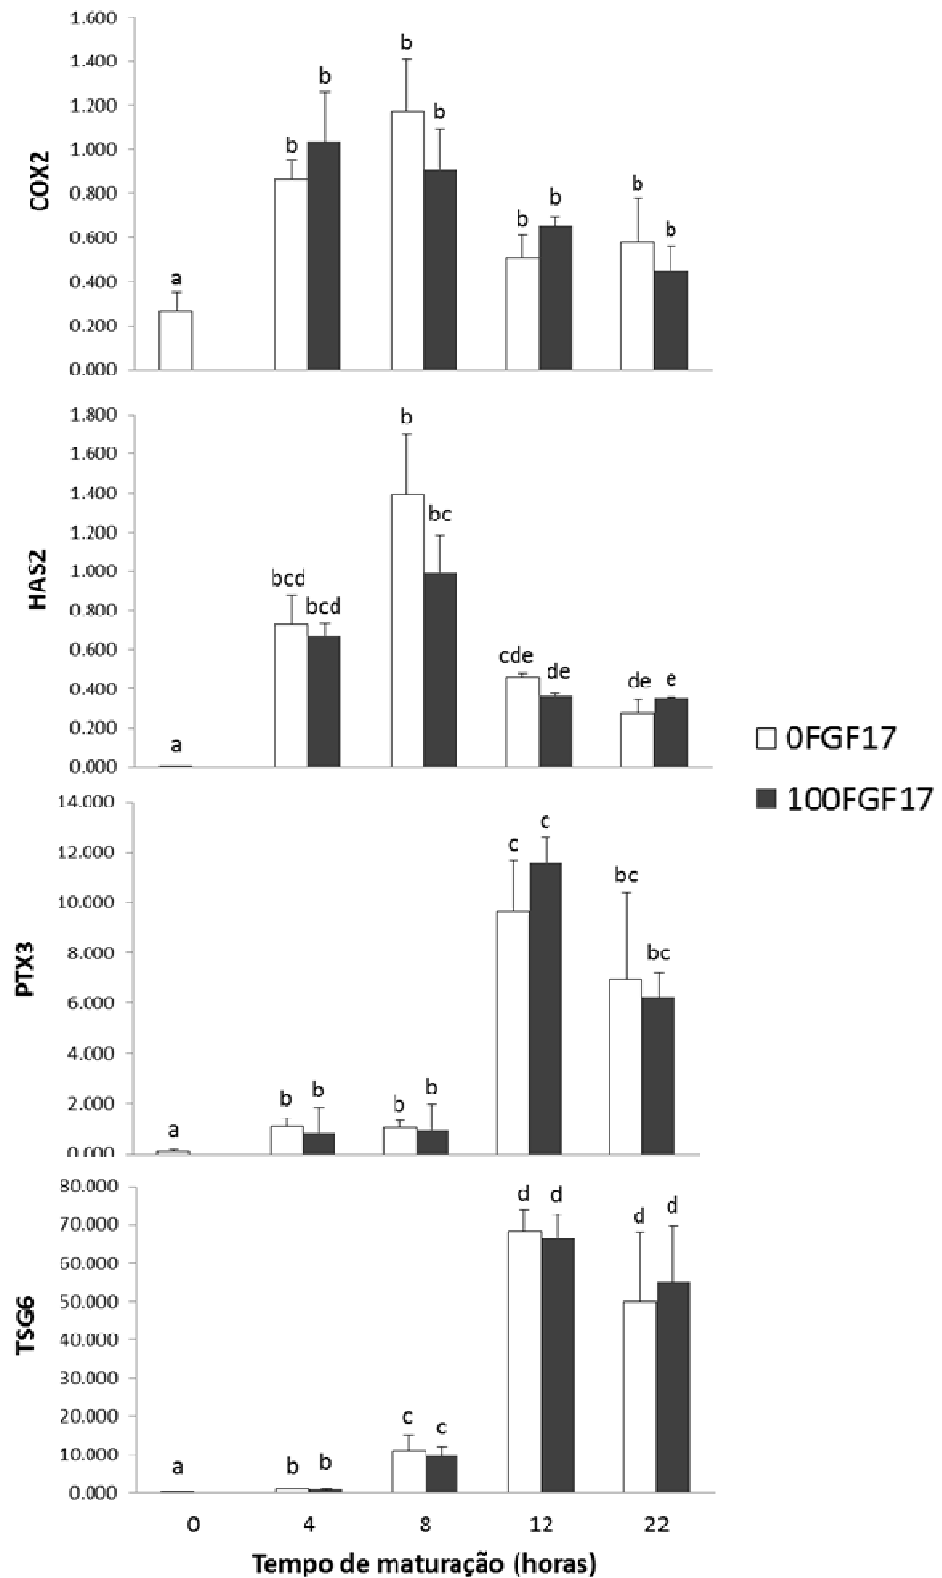 1.600
1.400
1.200
1.000
0.800
0.600
0.400
0.200
0.000
COX2
a
b
b
b
b
b
b
b
b
1.800
1.600
1.400
1.200
1.000
0.800
0.600
0.400
0.200
0.000
HAS2
a
bcd
bcd
b
bc
cde
de
de
e
0FGF17
100FGF17
14.000
12.000
10.000
8.000
6.000
4.000
2.000
0.000
PTX3
a
b
b
b
b
c
c
bc
bc
80.000
70.000
60.000
50.000
40.000
30.000
20.000
10.000
0.000
TSG6
a
b
b
c
c
d
d
d
d
0 4 8 12 22
Tempo de maturação (horas)